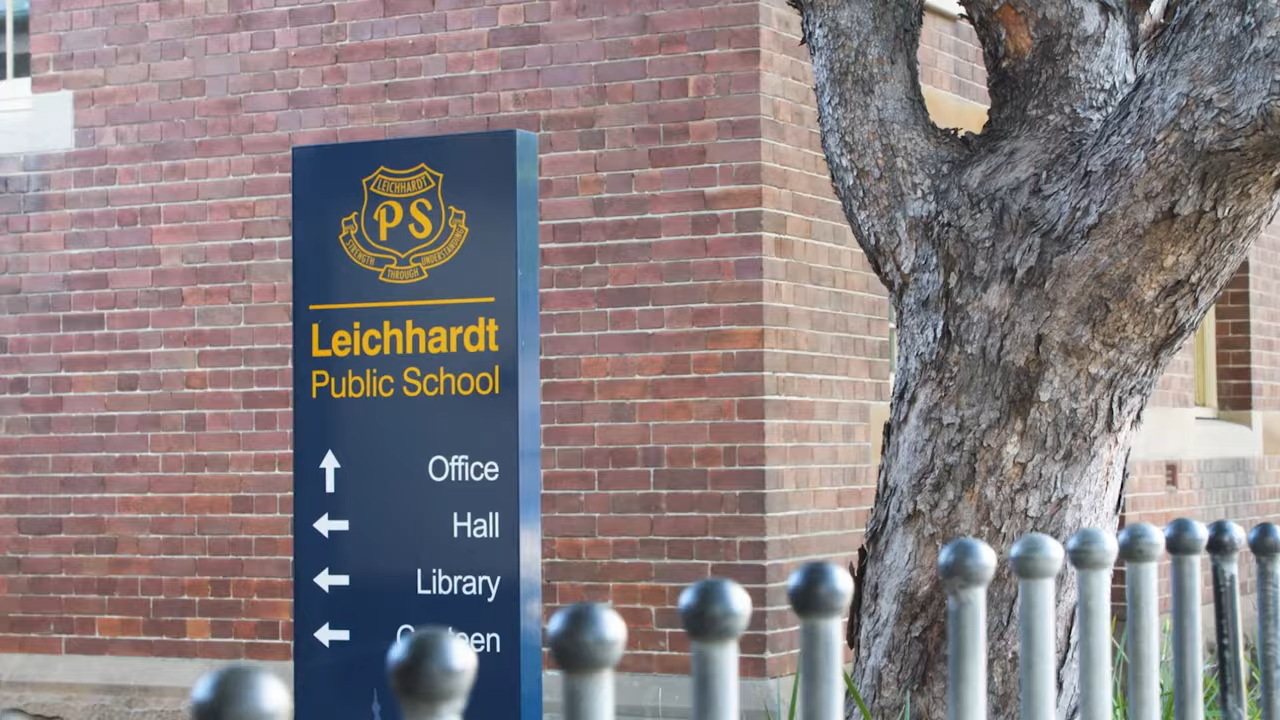 LEICHHARDT
PS
STRENGTH THROUGH UNDERSTANDING
Leichhardt
Public School
Office
Hall
Library